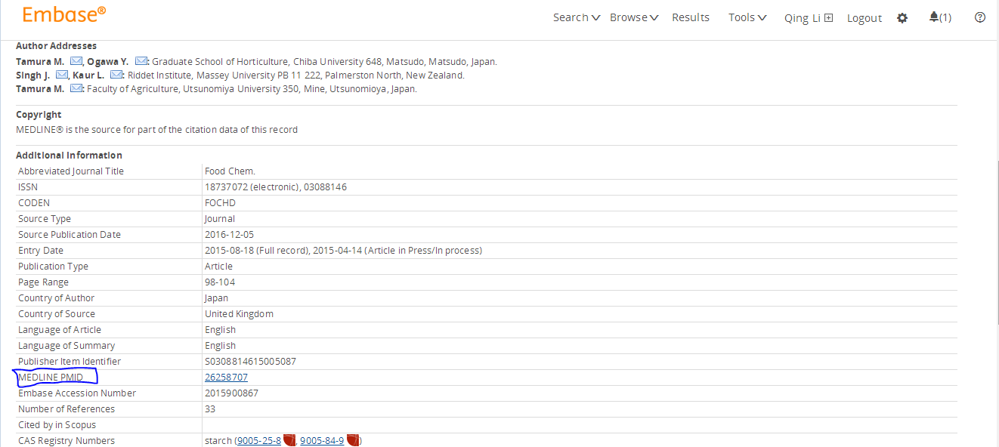 Embase®
Search Browse Results Tools Qing Li Logout (1)
Author Addresses
Tamura M. , Ogawa Y. : Graduate School of Horticulture, Chiba University 648, Matsudo, Matsudo, Japan.
Singh J. , Kaur L. : Riddet Institute, Massey University PB 11 222, Palmerston North, New Zealand.
Tamura M. : Faculty of Agriculture, Utsunomiya University 350, Mine, Utsunomioya, Japan.
Copyright
MEDLINE® is the source for part of the citation data of this record
Additional Information
Abbreviated Journal Title Food Chem.
ISSN 18737072 (electronic), 03088146
CODEN FOCHD
Source Type Journal
Source Publication Date 2016-12-05
Entry Date 2015-08-18 (Full record), 2015-04-14 (Article in Press/In process)
Publication Type Article
Page Range 98-104
Country of Author Japan
Country of Source United Kingdom
Language of Article English
Language of Summary English
Publisher Item Identifier S0308814615005087
MEDLINE PMID 26258707
Embase Accession Number 2015900867
Number of References 33
Cited by in Scopus
CAS Registry Numbers starch (9005-25-8 , 9005-84-9 )